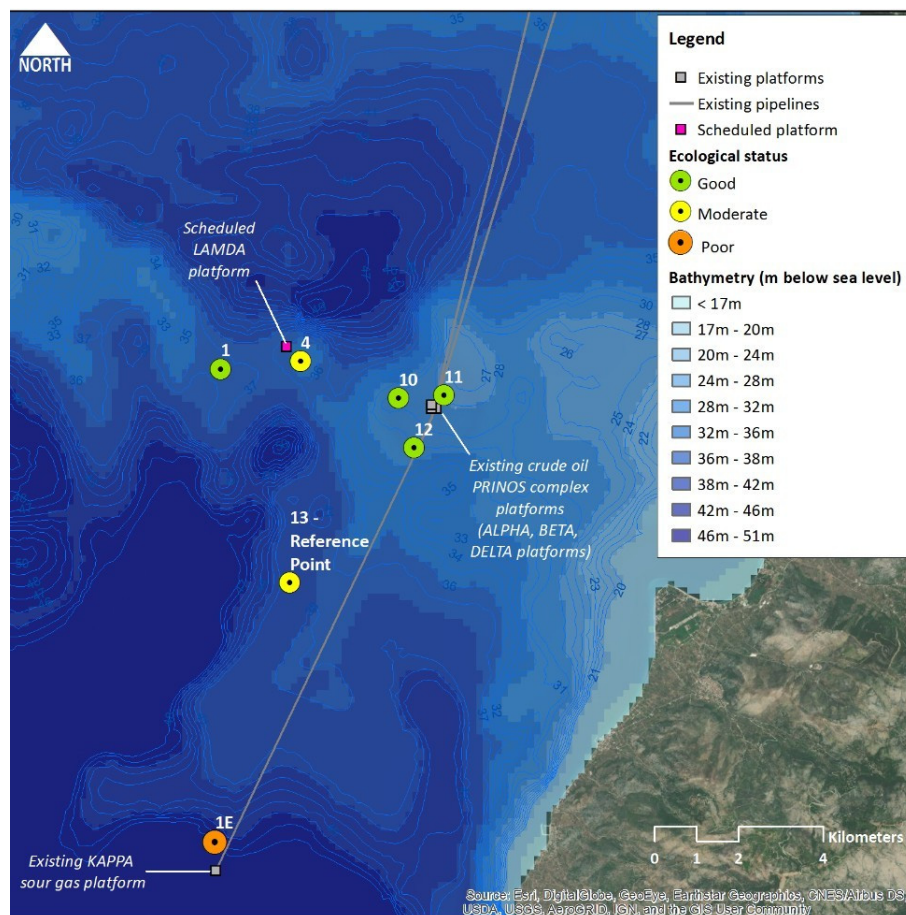 NORTH
Legend
Existing platforms
Existing pipelines
Scheduled platform
Ecological status
Good
Moderate
Poor
Bathymetry (m below sea level)
< 17m
17m - 20m
20m - 24m
24m - 28m
28m - 32m
32m - 36m
36m - 38m
38m - 42m
42m - 46m
46m - 51m
Scheduled
LAMDA
platform
1
4
10
11
12
Existing crude oil
PRINOS complex
platforms
(ALPHA, BETA,
DELTA platforms)
13 -
Reference
Point
1E
Existing KAPPA
sour gas platform
Kilometers
0 1 2 4
Source: Esri, DigitalGlobe, GeoEye, Earthstar Geographics, CNES/Airbus DS,
USDA, USGS, AeroGRID, IGN, and the GIS User Community